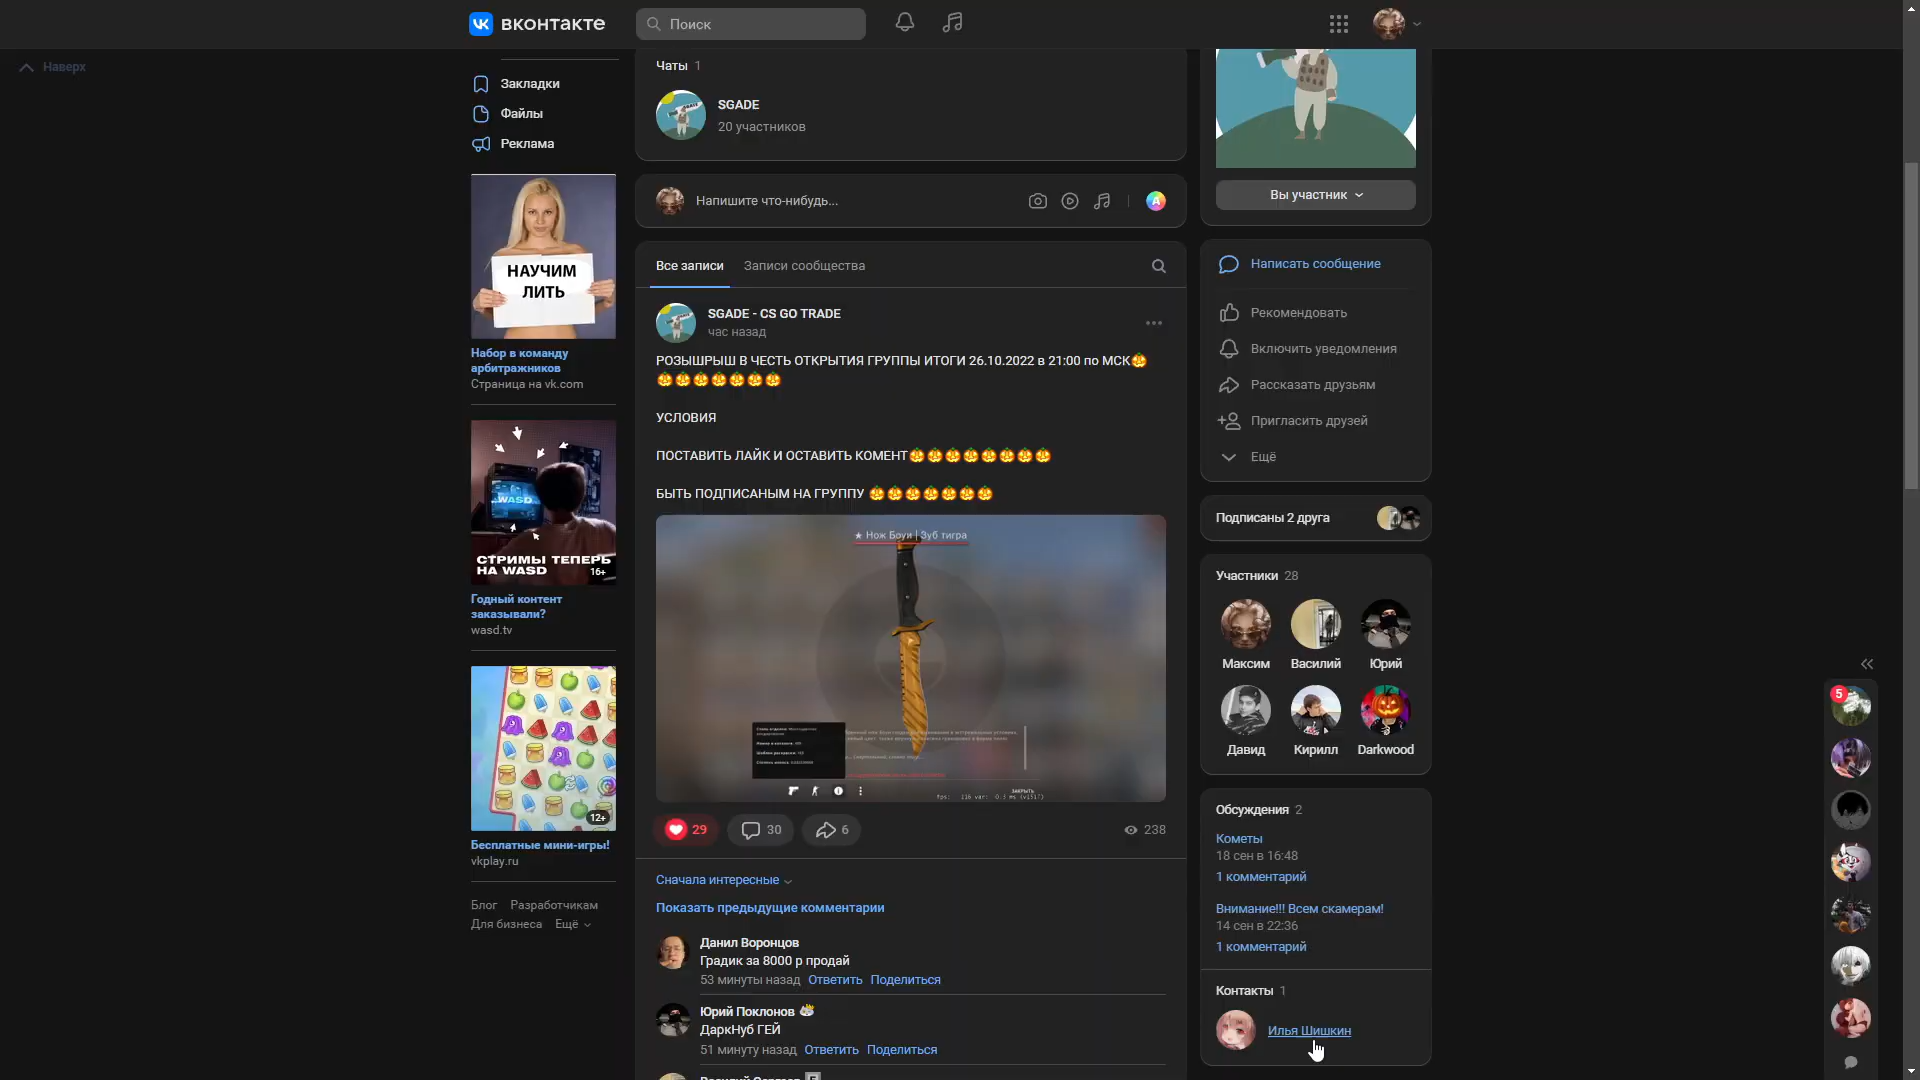 вконтакте
Поиск
Наверх
Закладки
Файлы
Реклама
НАУЧИМ
ЛИТЬ
Набор в команду
арбитражников
Страница на vk.com
WASD
СТРИМЫ ТЕПЕРЬ
НА WASD
16+
Годный контент
заказывали?
wasd.tv
12+
Бесплатные мини-игры!
vkplay.ru
Блог Разработчикам
Для бизнеса Ещё
Чаты 1
SGADE
20 участников
Напишите что-нибудь...
Все записи Записи сообщества
SGADE - CS GO TRADE
час назад
РОЗЫШРЫШ В ЧЕСТЬ ОТКРЫТИЯ ГРУППЫ ИТОГИ 26.10.2022 в 21:00 по МСК🎃
🎃🎃🎃🎃🎃🎃🎃
УСЛОВИЯ
ПОСТАВИТЬ ЛАЙК И ОСТАВИТЬ КОМЕНТ🎃🎃🎃🎃🎃🎃🎃🎃
БЫТЬ ПОДПИСАНЫМ НА ГРУППУ 🎃🎃🎃🎃🎃🎃🎃
★ Нож Боуи | Зуб тигра
ЗАКРЫТЬ
29 30 6 238
Сначала интересные
Показать предыдущие комментарии
Данил Воронцов
Градик за 8000 р продай
53 минуты назад Ответить Поделиться
Юрий Поклонов
ДаркНуб ГЕЙ
51 минуту назад Ответить Поделиться
Вы участник
Написать сообщение
Рекомендовать
Включить уведомления
Рассказать друзьям
Пригласить друзей
Ещё
Подписаны 2 друга
Участники 28
Максим Василий Юрий
Давид Кирилл Darkwood
Обсуждения 2
Кометы
18 сен в 16:48
1 комментарий
Внимание!!! Всем скамерам!
14 сен в 22:36
1 комментарий
Контакты 1
Илья Шишкин
5